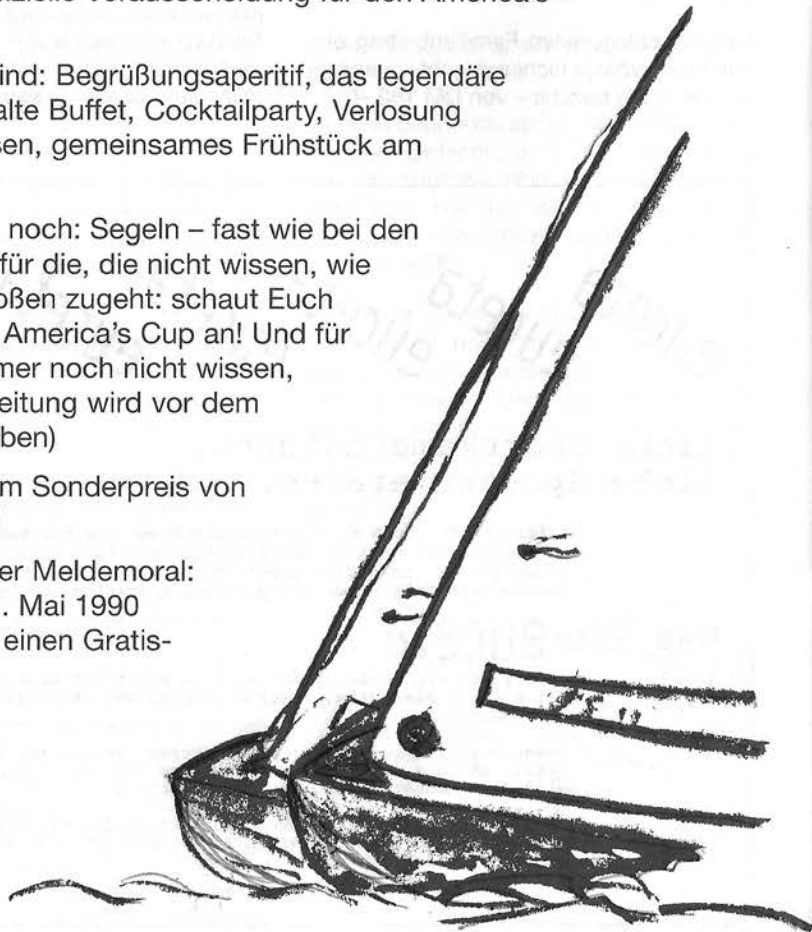 zielle Vorausscheidung für den America's
ind: Begrüßungsaperitif, das legendäre
alte Buffet, Cocktailparty, Verlosung
sen, gemeinsames Frühstück am
noch: Segeln – fast wie bei den
für die, die nicht wissen, wie
oßen zugeht: schaut Euch
America's Cup an! Und für
mer noch nicht wissen,
eitung wird vor dem
ben)
m Sonderpreis von
er Meldemoral:
. Mai 1990
einen Gratis-